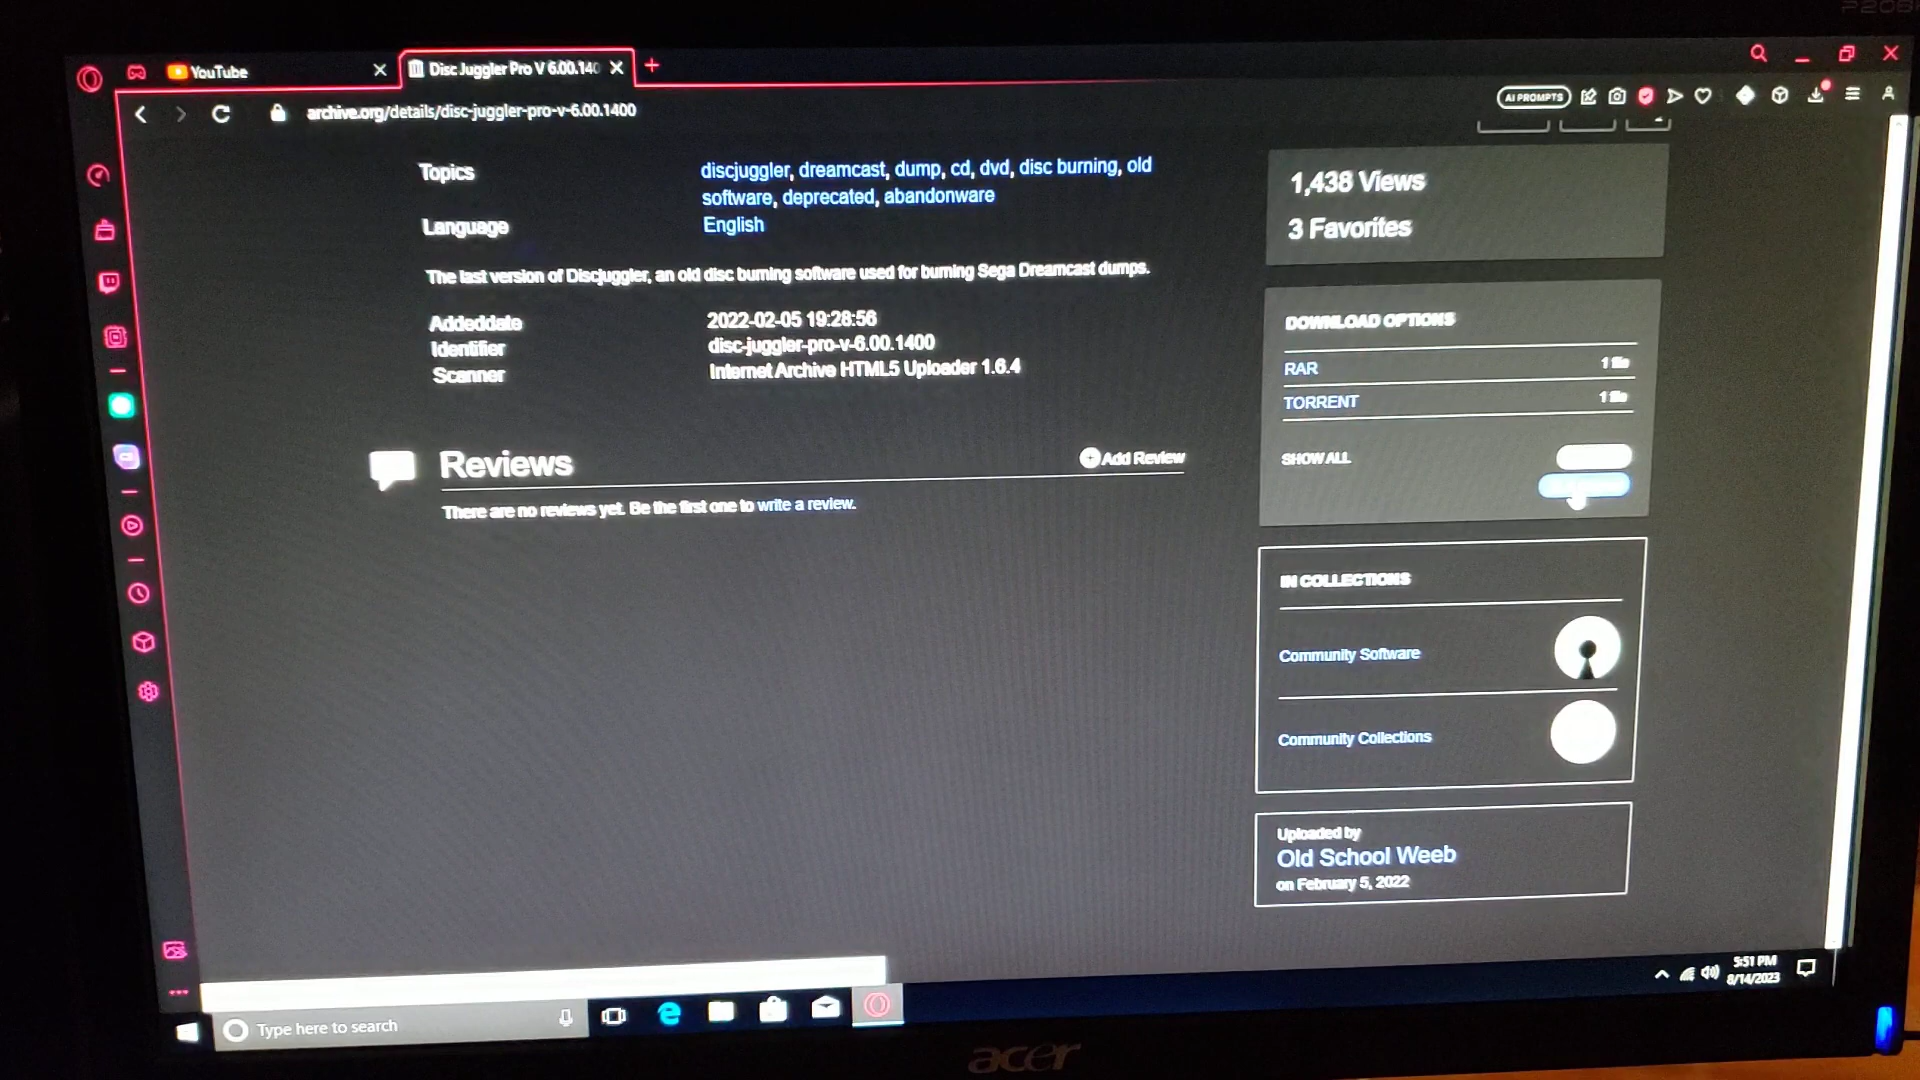 P206H
YouTube
Disc Juggler Pro V 6.00.140
archive.org/details/disc-juggler-pro-v-6.00.1400
AI PROMPTS
Topics
discjuggler, dreamcast, dump, cd, dvd, disc burning, old
software, deprecated, abandonware
Language
English
The last version of Discjuggler, an old disc burning software used for burning Sega Dreamcast dumps.
Addeddate
2022-02-05 19:28:56
Identifier
disc-juggler-pro-v-6.00.1400
Scanner
Internet Archive HTML5 Uploader 1.6.4
Reviews
Add Review
There are no reviews yet. Be the first one to write a review.
1,438 Views
3 Favorites
DOWNLOAD OPTIONS
RAR
1 file
TORRENT
1 file
SHOW ALL
IN COLLECTIONS
Community Software
Community Collections
Uploaded by
Old School Weeb
on February 5, 2022
Type here to search
5:51 PM
8/14/2023
acer